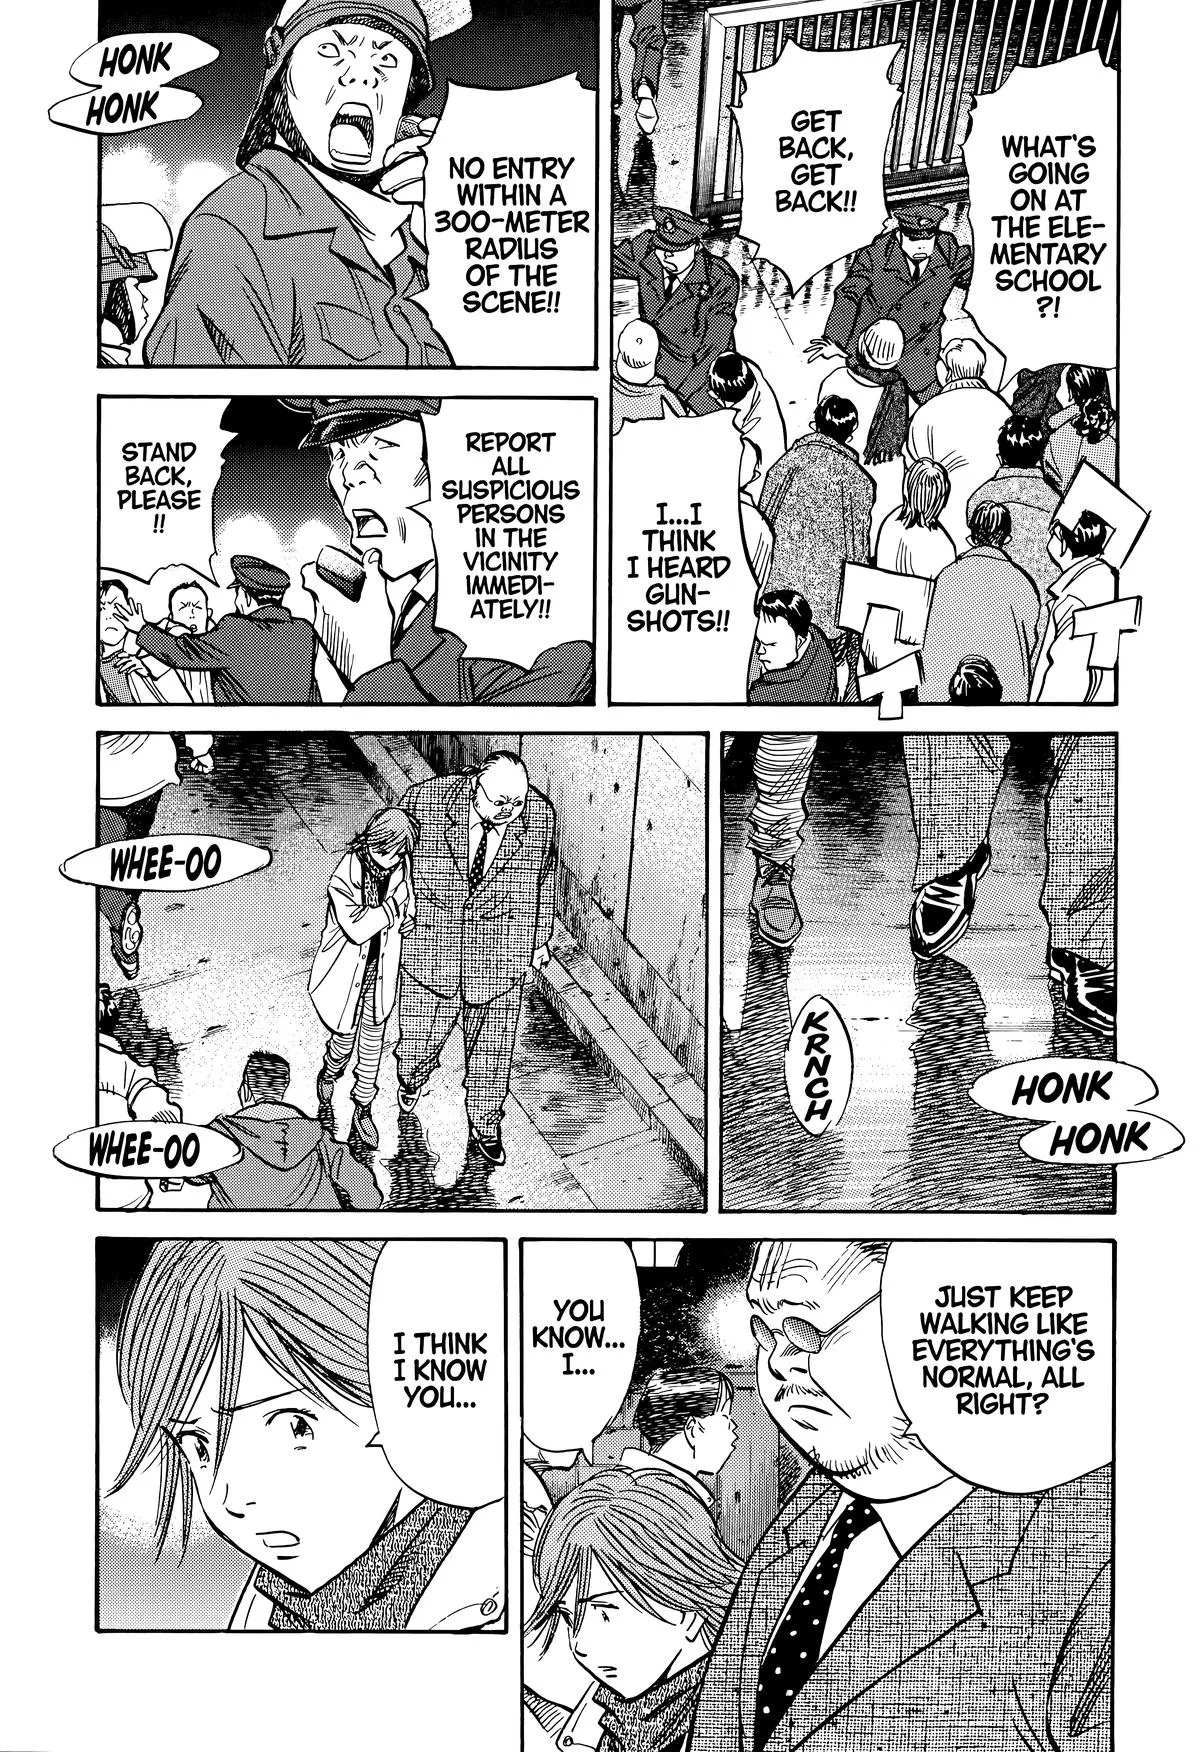 WHAT'S
GOING
ON AT
THE ELE-
MENTARY
SCHOOL
?!
GET
BACK,
GET
BACK!!
I...I
THINK
I HEARD
GUN-
SHOTS!!
HONK
HONK
NO ENTRY
WITHIN A
300-METER
RADIUS
OF THE
SCENE!!
REPORT
ALL
SUSPICIOUS
PERSONS
IN THE
VICINITY
IMMEDI-
ATELY!!
STAND
BACK,
PLEASE
!!
KRNCH
HONK
HONK
WHEE-OO
WHEE-OO
JUST KEEP
WALKING LIKE
EVERYTHING'S
NORMAL, ALL
RIGHT?
YOU
KNOW...
I...
I THINK
I KNOW
YOU...